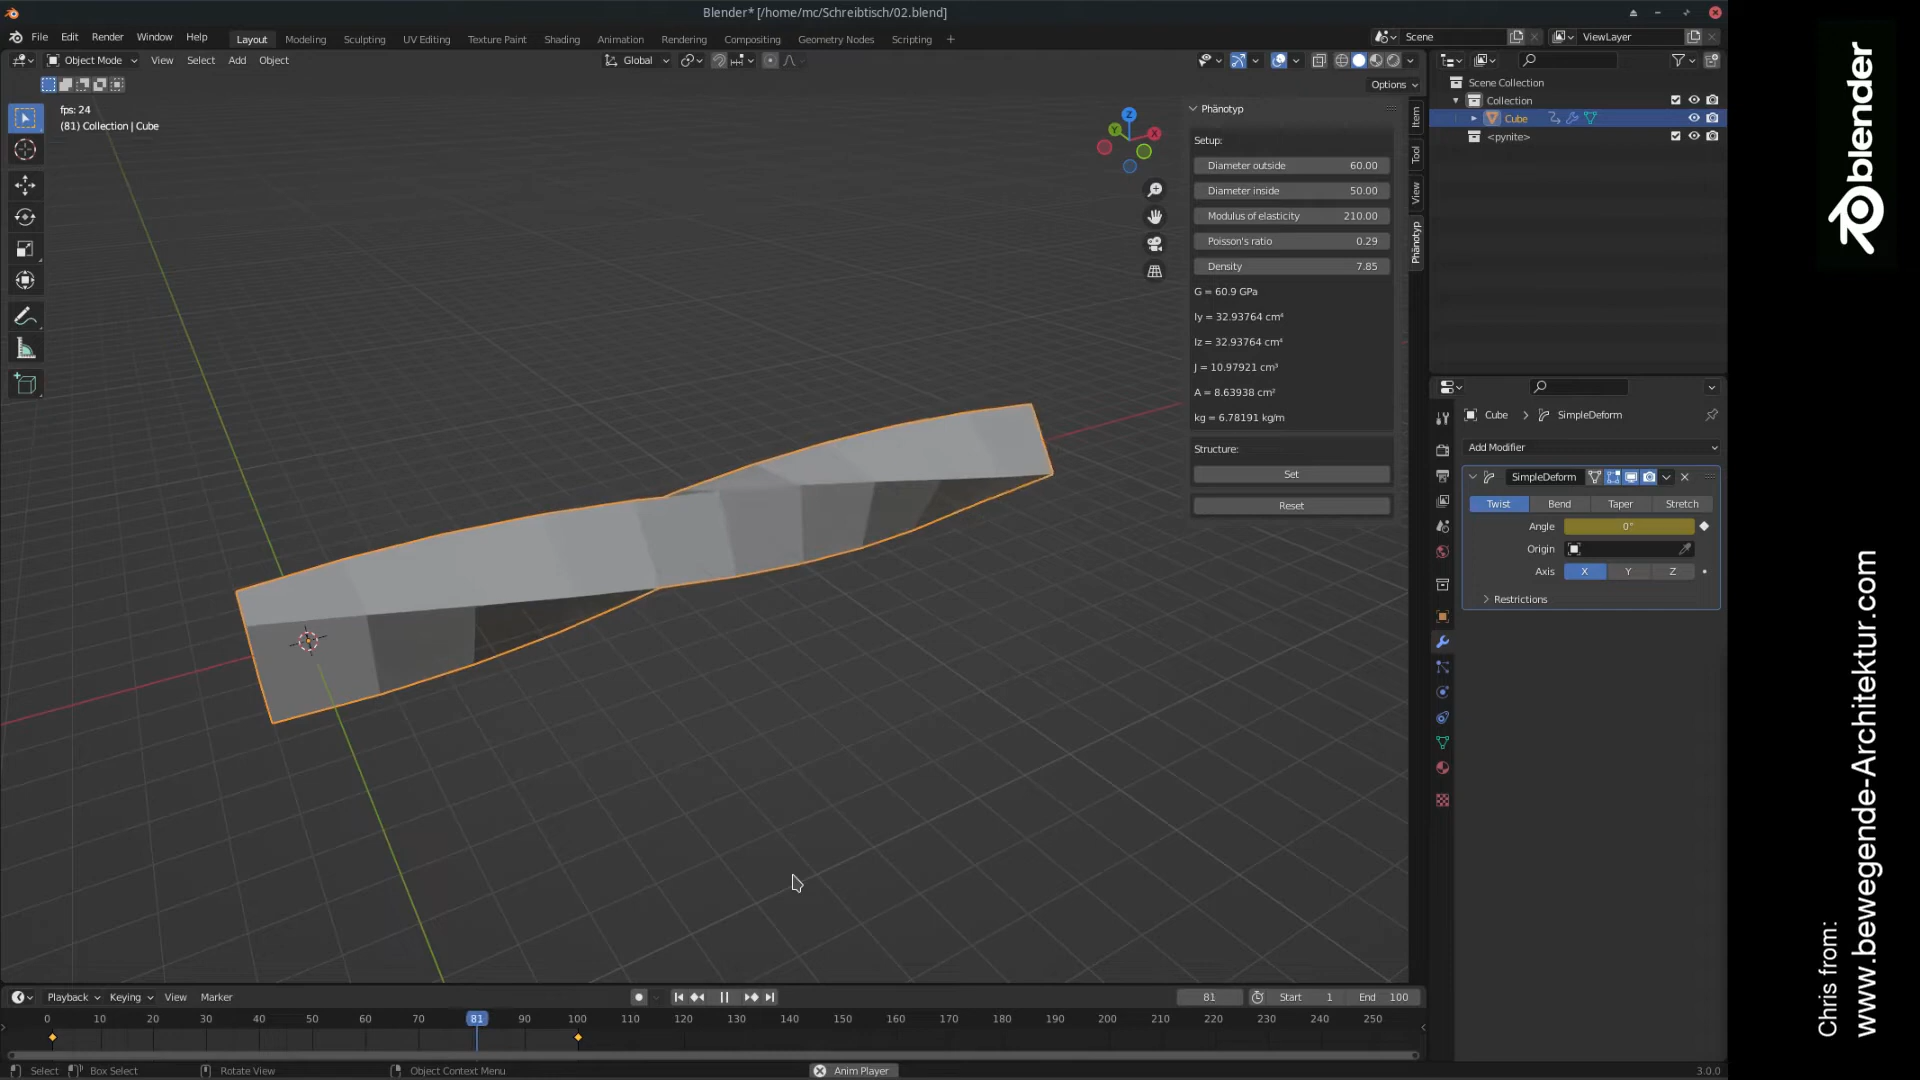 Blender* [/home/mc/Schreibtisch/02.blend]
File Edit Render Window Help
Layout Modeling Sculpting UV Editing Texture Paint Shading Animation Rendering Compositing Geometry Nodes Scripting +
Scene
ViewLayer
Object Mode View Select Add Object
Global
Options
fps: 24
(81) Collection | Cube
Z
Y
X
Phänotyp
Setup:
Diameter outside 60.00
Diameter inside 50.00
Modulus of elasticity 210.00
Poisson's ratio 0.29
Density 7.85
G = 60.9 GPa
Iy = 32.93764 cm⁴
Iz = 32.93764 cm⁴
J = 10.97921 cm³
A = 8.63938 cm²
kg = 6.78191 kg/m
Structure:
Set
Reset
Item
Tool
View
Phänotyp
Scene Collection
Collection
Cube
<pynite>
Cube > SimpleDeform
Add Modifier
SimpleDeform
Twist Bend Taper Stretch
Angle 0°
Origin
Axis X Y Z
Restrictions
Playback Keying View Marker
81 Start 1 End 100
0 10 20 30 40 50 60 70 81 90 100 110 120 130 140 150 160 170 180 190 200 210 220 230 240 250
Select Box Select Rotate View Object Context Menu Anim Player 3.0.0
blender
Chris from:
www.bewegende-Architektur.com